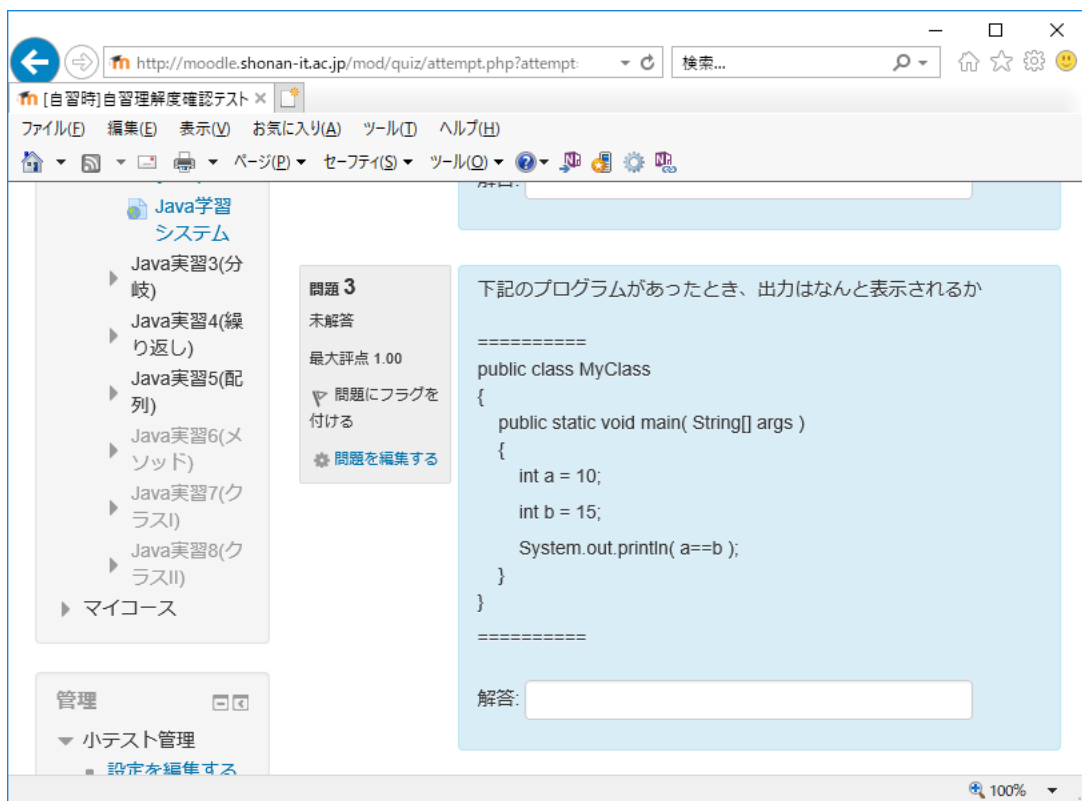 http://moodle.shonan-it.ac.jp/mod/quiz/attempt.php?attempt
検索...
[自習時]自習理解度確認テスト
ファイル(F) 編集(E) 表示(V) お気に入り(A) ツール(T) ヘルプ(H)
ページ(P) セーフティ(S) ツール(O)
Java学習
システム
Java実習3(分
岐)
Java実習4(繰
り返し)
Java実習5(配
列)
Java実習6(メ
ソッド)
Java実習7(ク
ラスI)
Java実習8(ク
ラスII)
マイコース
管理
小テスト管理
設定を編集する
問題 3
未解答
最大評点 1.00
問題にフラグを
付ける
問題を編集する
下記のプログラムがあったとき、出力はなんと表示されるか
==========
public class MyClass
{
public static void main( String[] args )
{
int a = 10;
int b = 15;
System.out.println( a==b );
}
}
==========
解答:
100%